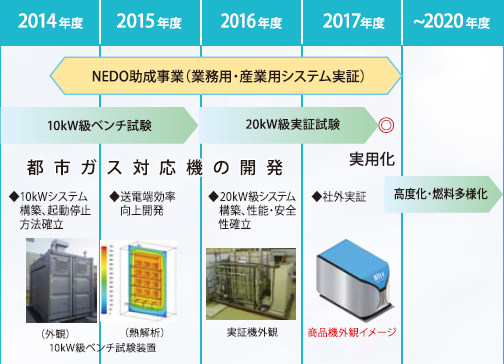 2014年度
2015年度
2016年度
2017年度
~2020年度
NEDO助成事業（業務用・産業用システム実証）
10kW級ベンチ試験
20kW級実証試験
◎
実用化
都市ガス対応機の開発
高度化・燃料多様化
◆10kWシステム
構築、起動停止
方法確立
◆送電端効率
向上開発
◆20kW級システム
構築、性能・安全
性確立
◆社外実証
（外観）
（熱解析）
10kW級ベンチ試験装置
実証機外観
商品機外観イメージ